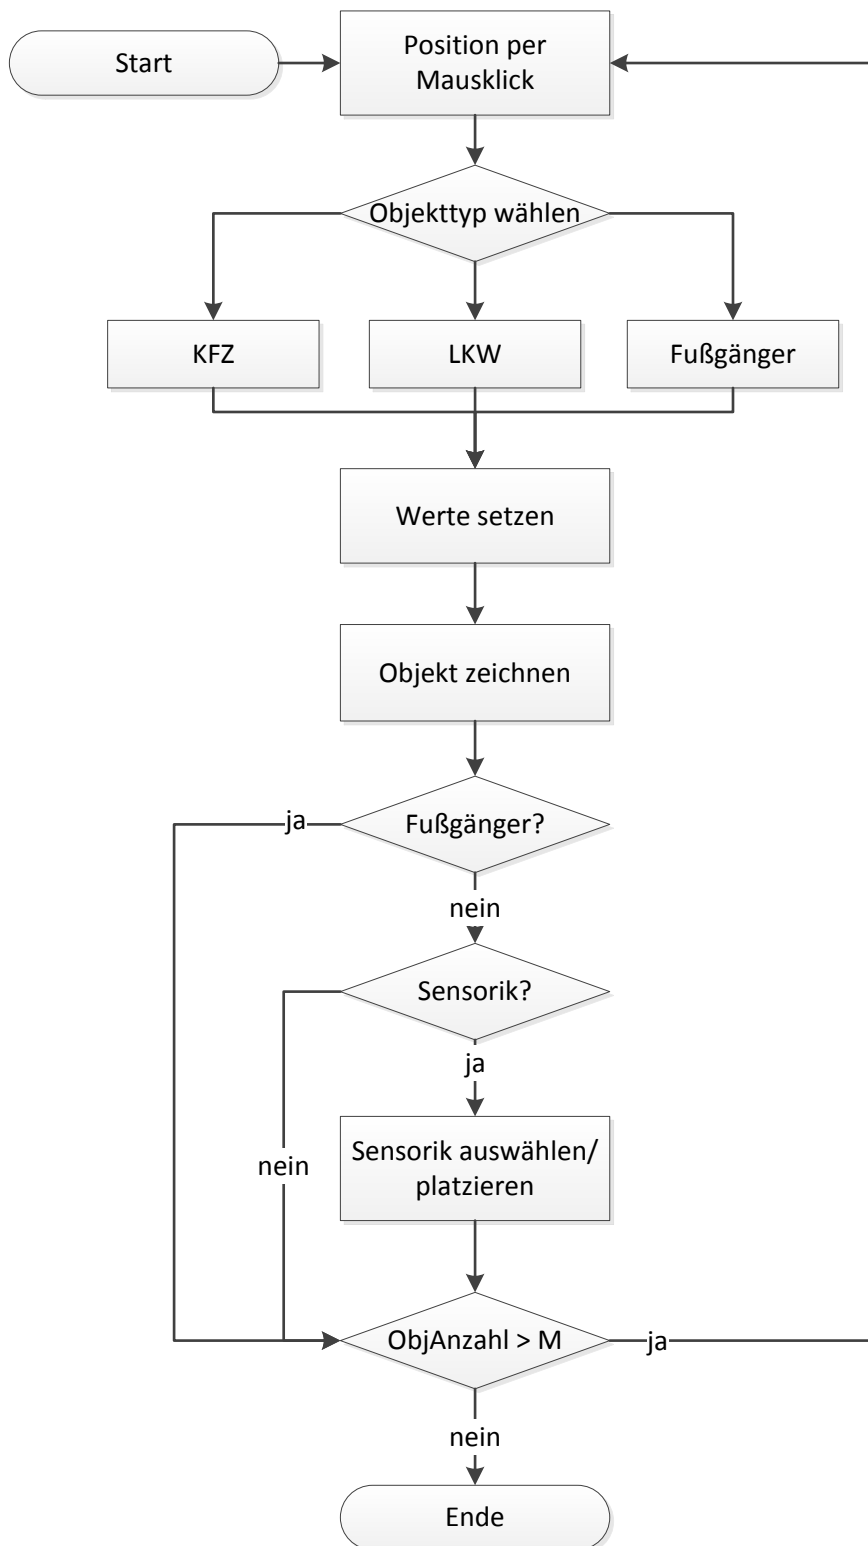 Start
Position per
Mausklick
Objekttyp wählen
KFZ
LKW
Fußgänger
Werte setzen
Objekt zeichnen
ja
Fußgänger?
nein
Sensorik?
ja
nein
Sensorik auswählen/
platzieren
ObjAnzahl > M
ja
nein
Ende